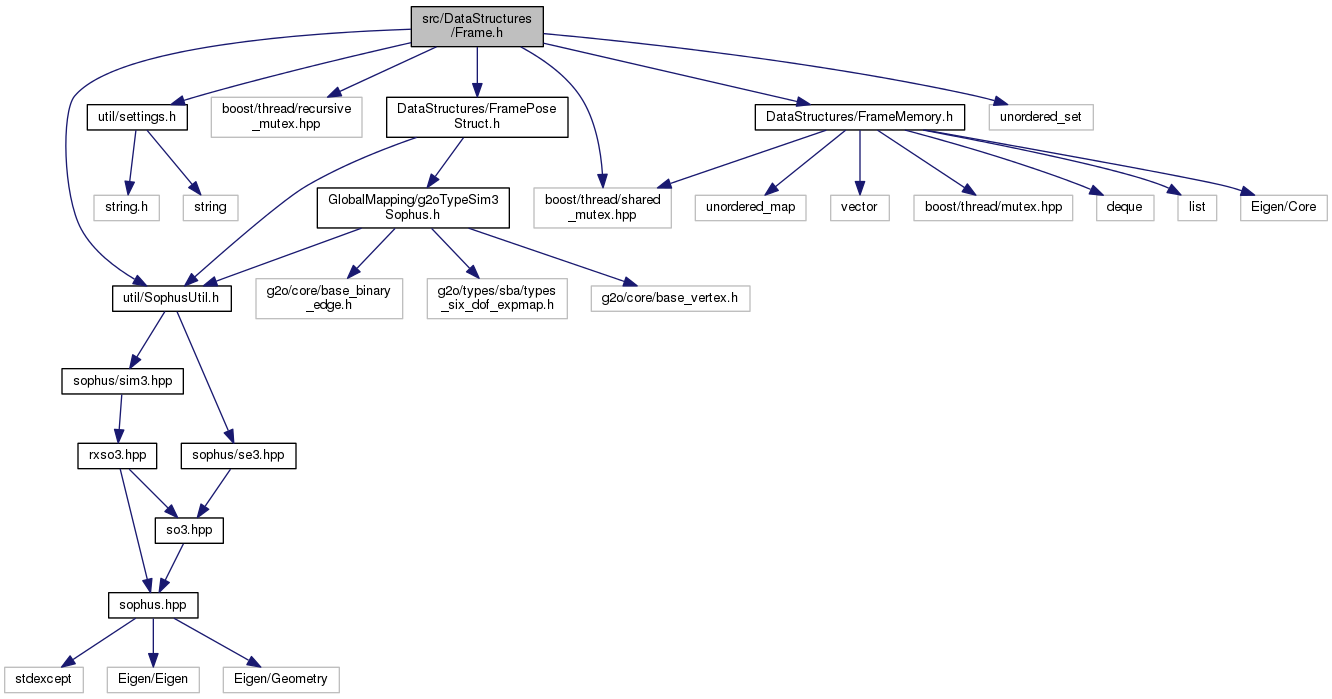 src/DataStructures
/Frame.h
util/settings.h
boost/thread/recursive
_mutex.hpp
DataStructures/FramePose
Struct.h
DataStructures/FrameMemory.h
unordered_set
string.h
string
GlobalMapping/g2oTypeSim3
Sophus.h
boost/thread/shared
_mutex.hpp
unordered_map
vector
boost/thread/mutex.hpp
deque
list
Eigen/Core
util/SophusUtil.h
g2o/core/base_binary
_edge.h
g2o/types/sba/types
_six_dof_expmap.h
g2o/core/base_vertex.h
sophus/sim3.hpp
rxso3.hpp
sophus/se3.hpp
so3.hpp
sophus.hpp
stdexcept
Eigen/Eigen
Eigen/Geometry